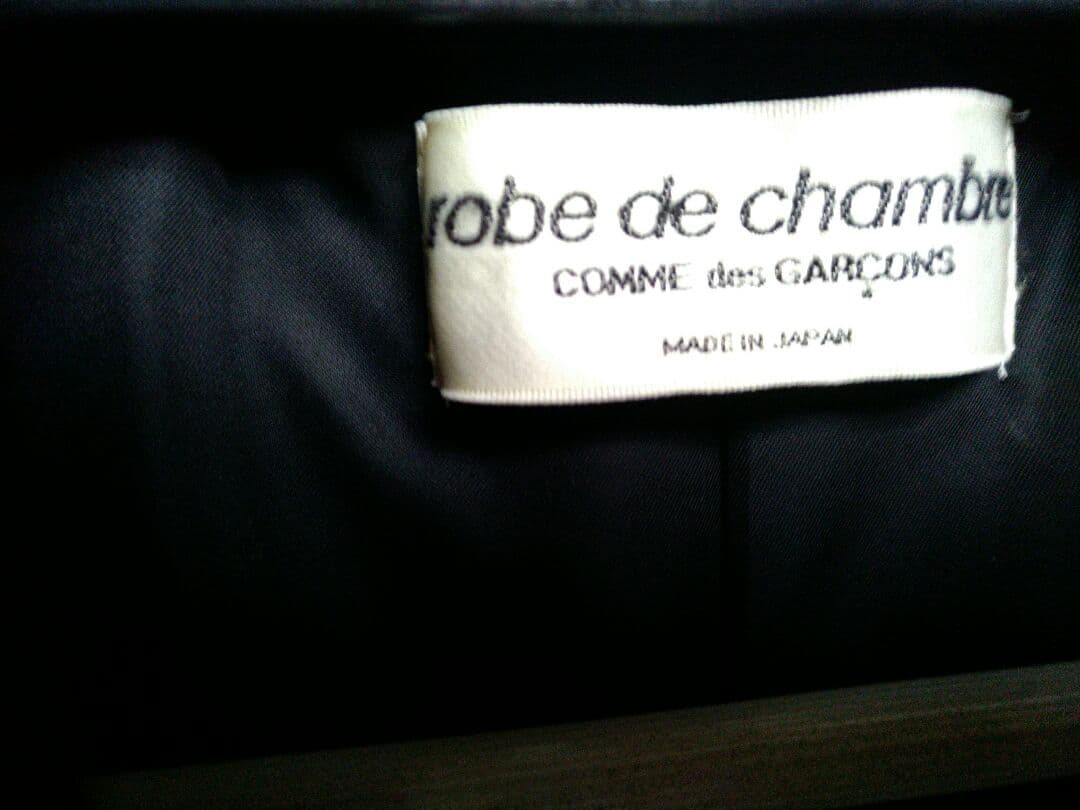 robe de chambre
COMME des GARÇONS
MADE IN JAPAN